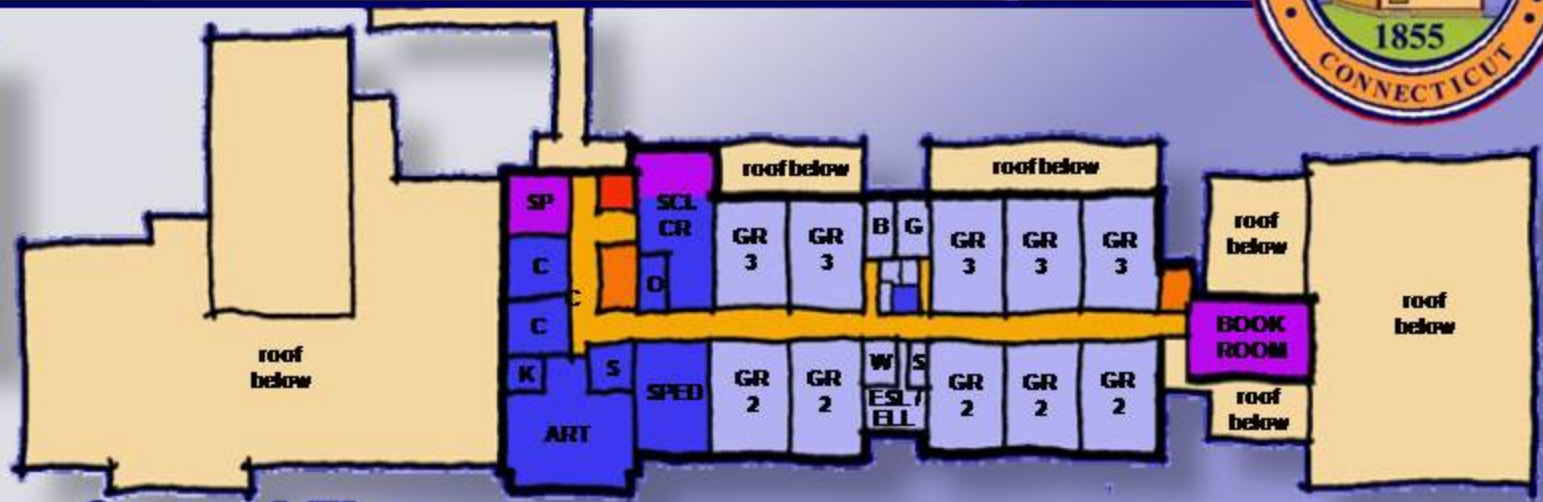 1855
CONNECTICUT
roof below
roof below
SP
SCL
CR
GR
3
GR
3
B
G
GR
3
GR
3
GR
3
roof
below
C
O
C
C
BOOK
ROOM
roof
below
roof
below
K
S
SPED
GR
2
GR
2
W
S
ESL /
ELL
GR
2
GR
2
GR
2
roof
below
ART